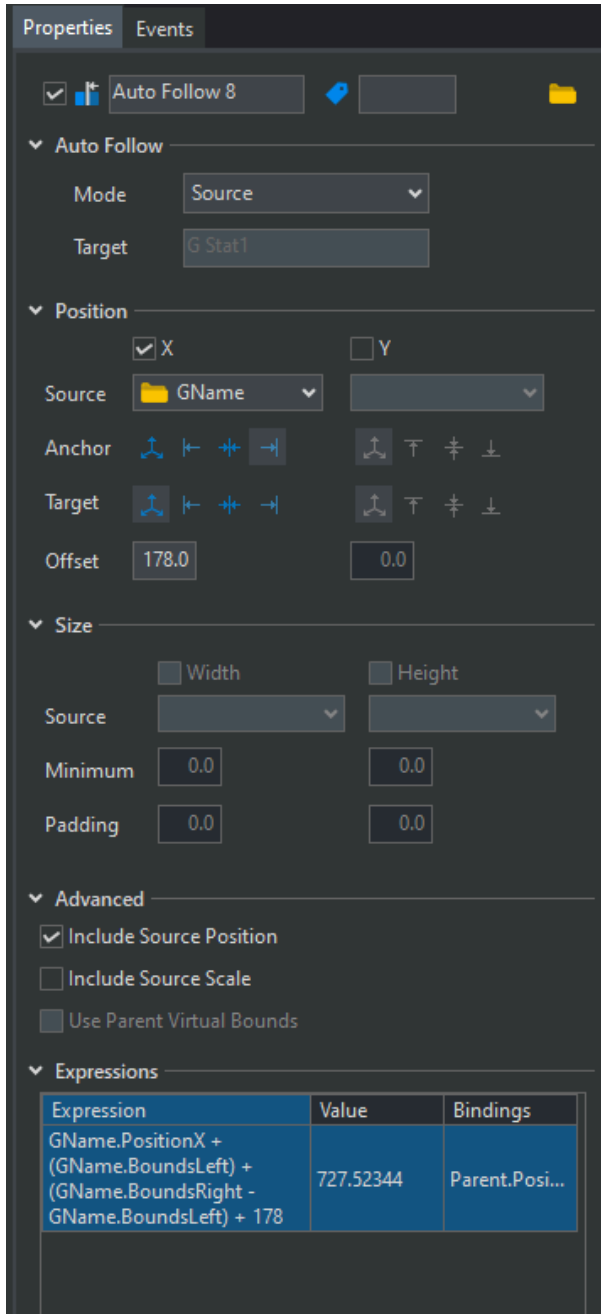 Properties Events
Auto Follow 8
Auto Follow
Mode Source
Target G Stat1
Position
X Y
Source GName
Anchor
Target
Offset 178.0 0.0
Size
Width Height
Source
Minimum 0.0 0.0
Padding 0.0 0.0
Advanced
Include Source Position
Include Source Scale
Use Parent Virtual Bounds
Expressions
Expression Value Bindings
GName.PositionX +
(GName.BoundsLeft) +
(GName.BoundsRight - 727.52344 Parent.Posi...
GName.BoundsLeft) + 178